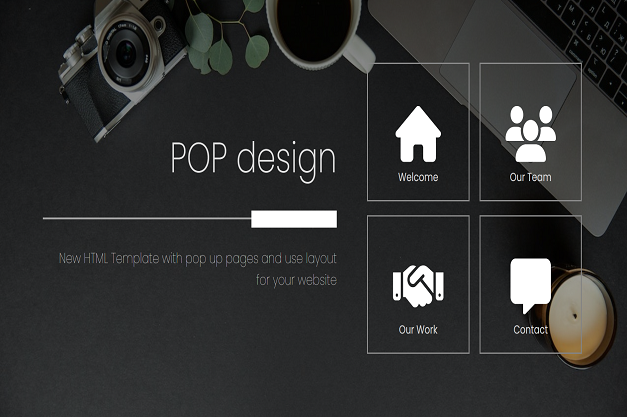 POP design
New HTML Template with pop up pages and use layout
for your website
Welcome
Our Team
Our Work
Contact